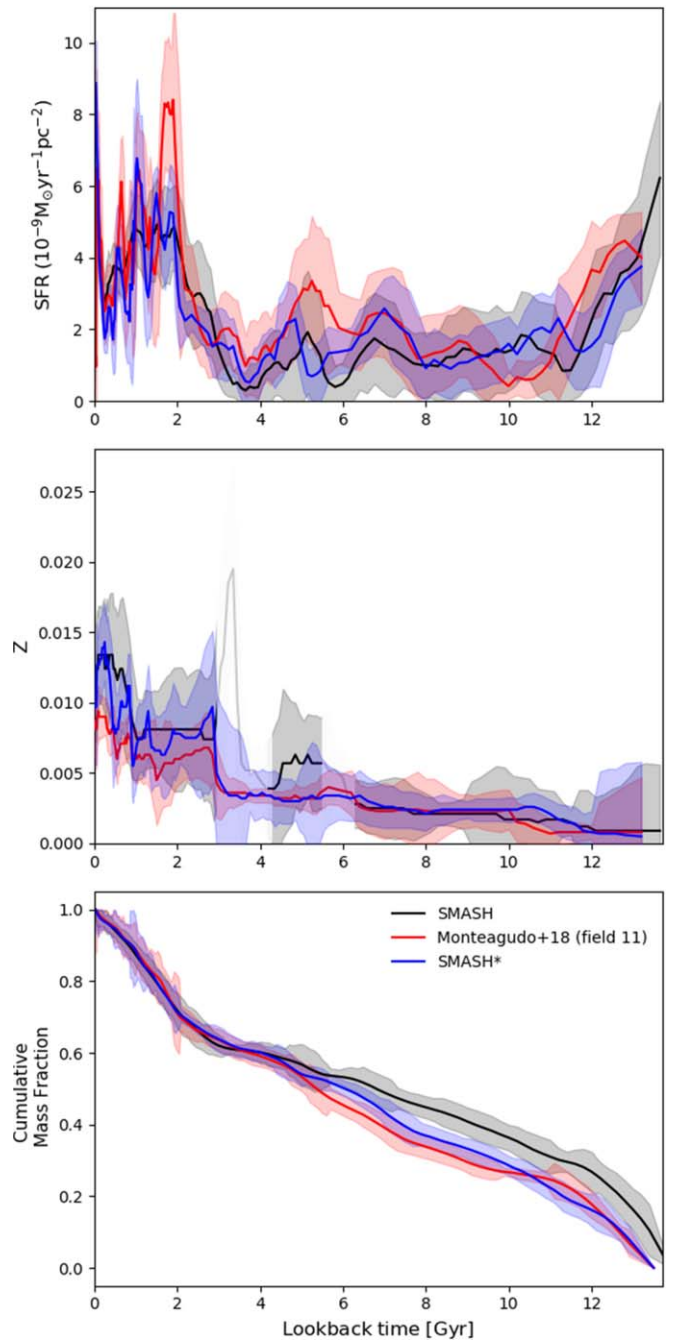 10
8
6
4
2
0
SFR (10⁻⁹M⊙yr⁻¹pc⁻²)
0 2 4 6 8 10 12
0.025
0.020
0.015
0.010
0.005
0.000
Z
0 2 4 6 8 10 12
1.0
0.8
0.6
0.4
0.2
0.0
Cumulative
Mass Fraction
SMASH
Monteagudo+18 (field 11)
SMASH*
0 2 4 6 8 10 12
Lookback time [Gyr]